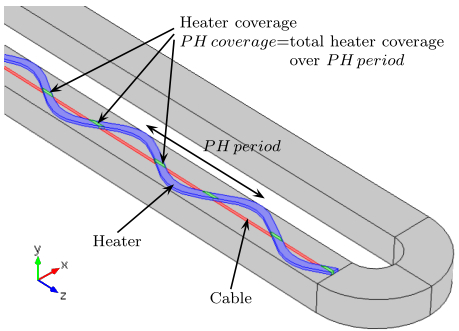 Heater coverage
PH coverage=total heater coverage
over PH period
PH period
Heater
Cable
y
x
z